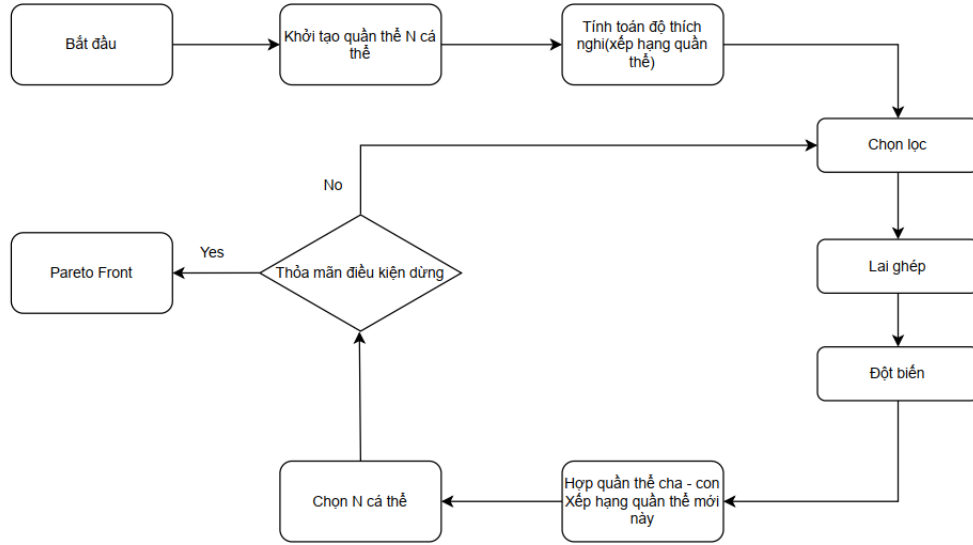 Bắt đầu
Khởi tạo quần thể N cá
thể
Tính toán độ thích
nghi(xếp hạng quần
thể)
Chọn lọc
No
Yes
Pareto Front
Thỏa mãn điều kiện dừng
Lai ghép
Đột biến
Chọn N cá thể
Hợp quần thể cha - con
Xếp hạng quần thể mới
này